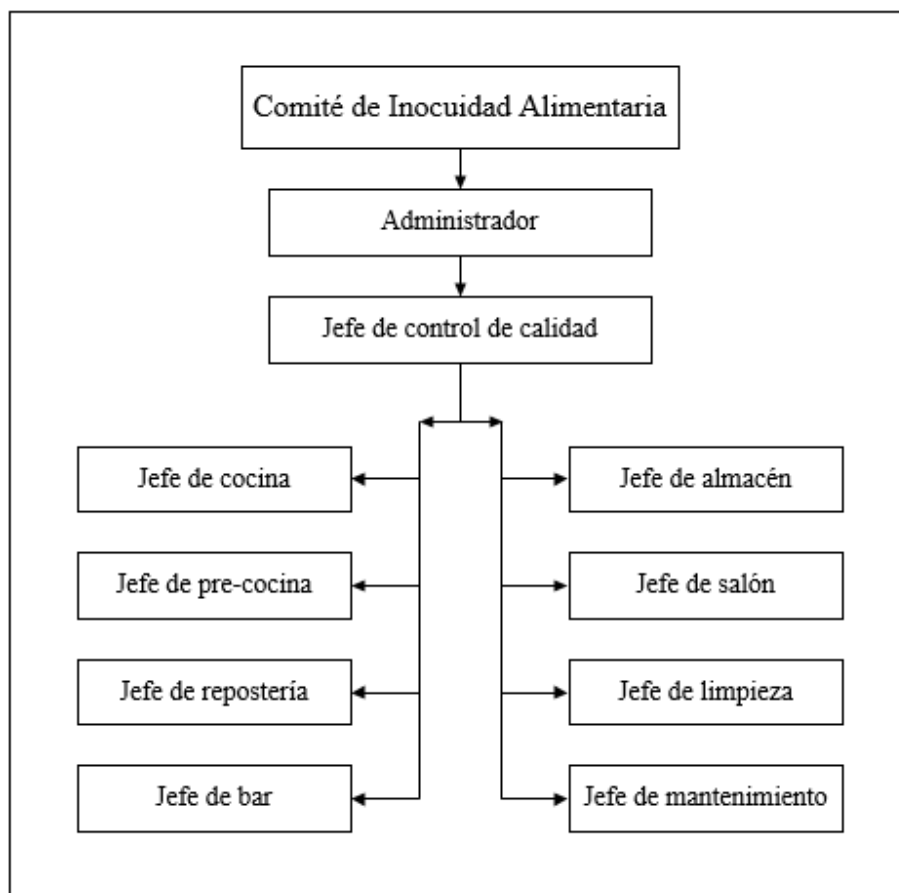 Comité de Inocuidad Alimentaria
Administrador
Jefe de control de calidad
Jefe de cocina
Jefe de almacén
Jefe de pre-cocina
Jefe de salón
Jefe de repostería
Jefe de limpieza
Jefe de bar
Jefe de mantenimiento